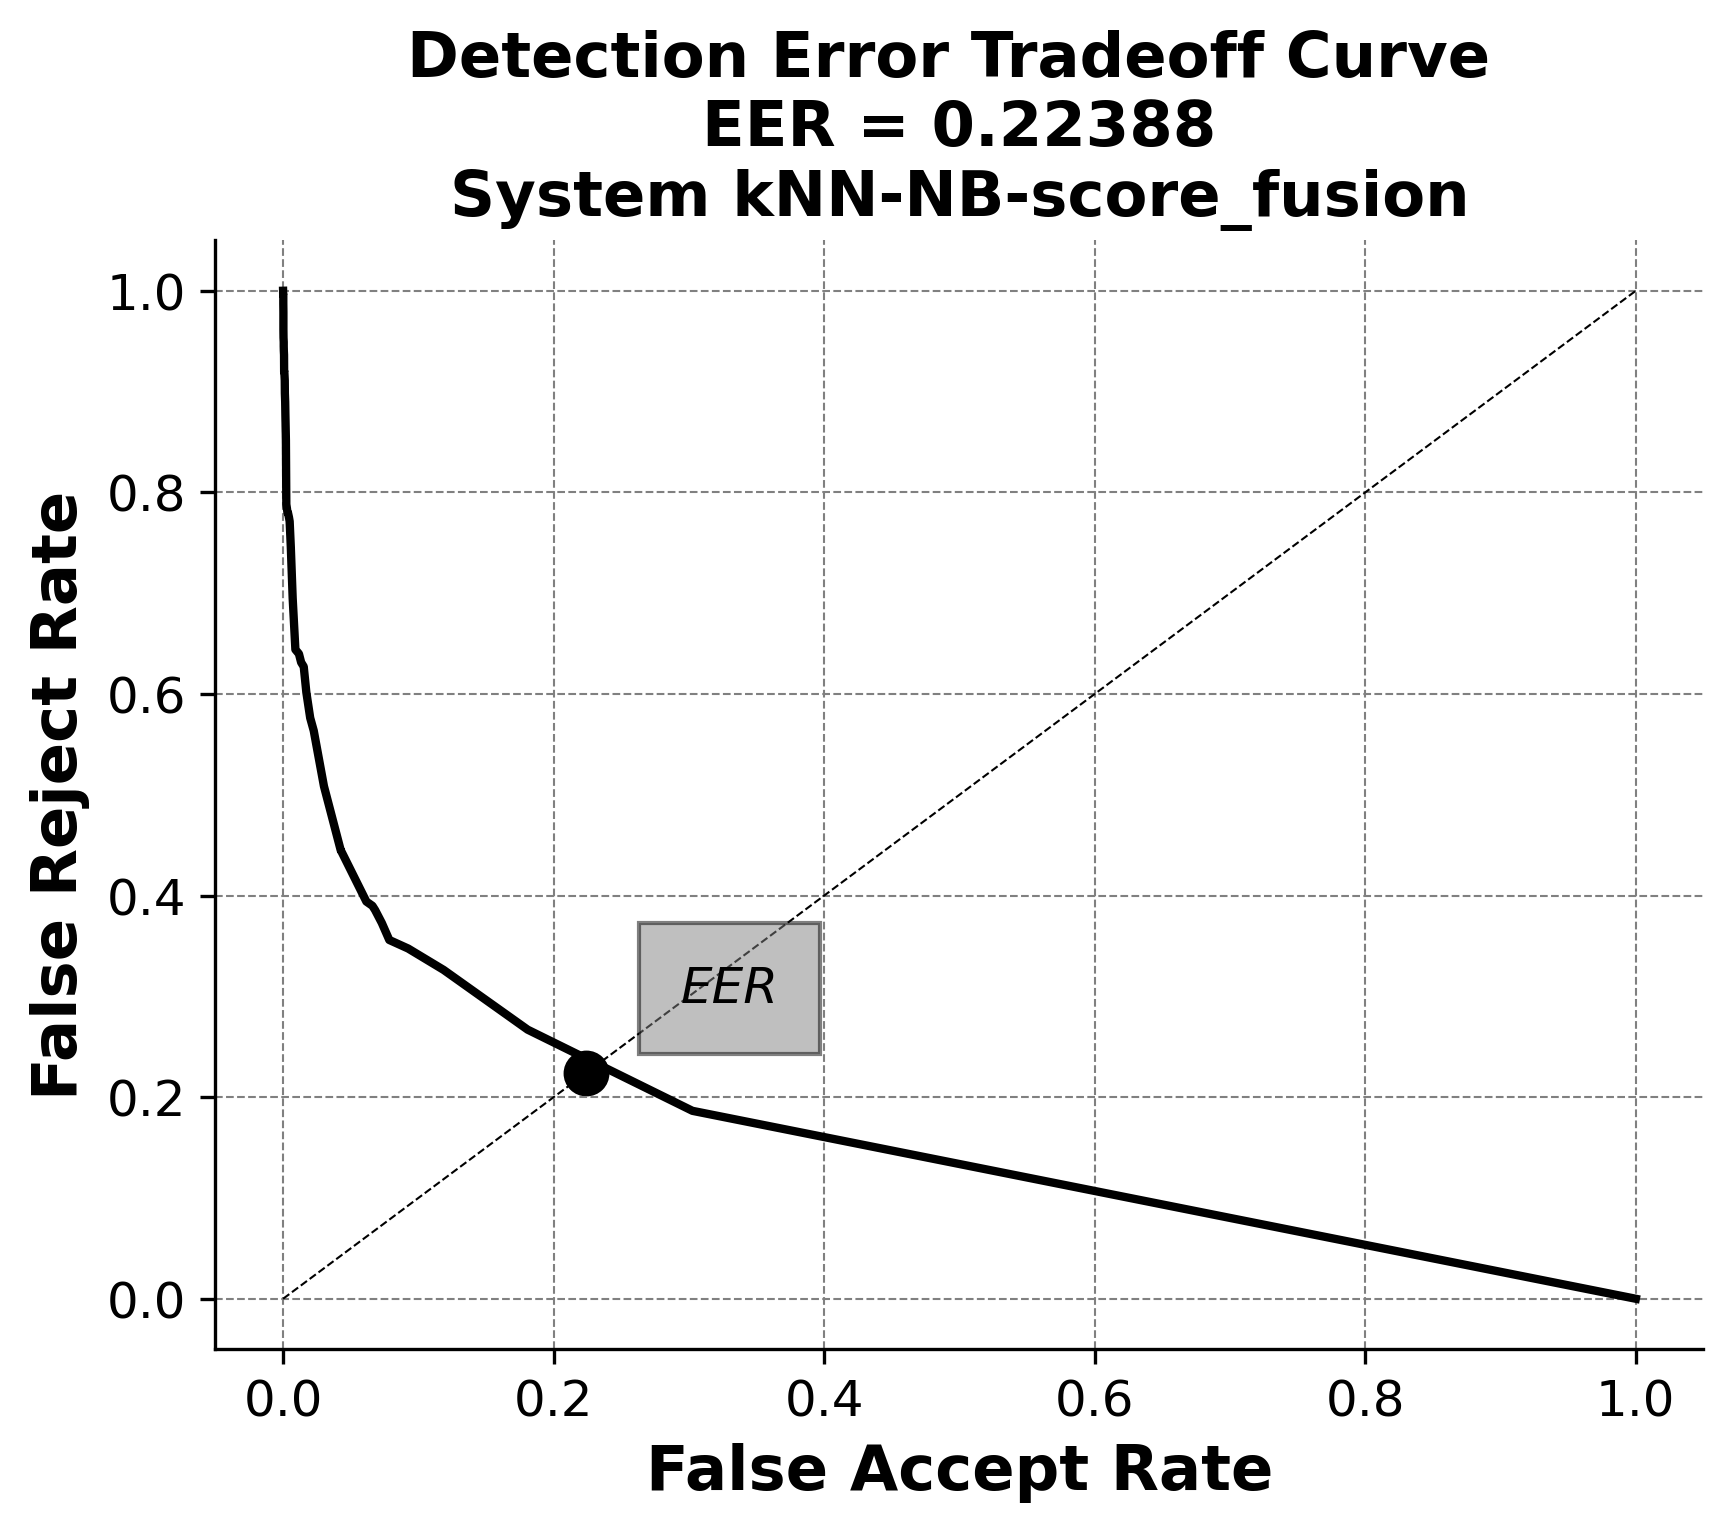 Detection Error Tradeoff Curve
EER = 0.22388
System kNN-NB-score_fusion
False Reject Rate
1.0
0.8
0.6
0.4
0.2
0.0
EER
0.0 0.2 0.4 0.6 0.8 1.0
False Accept Rate